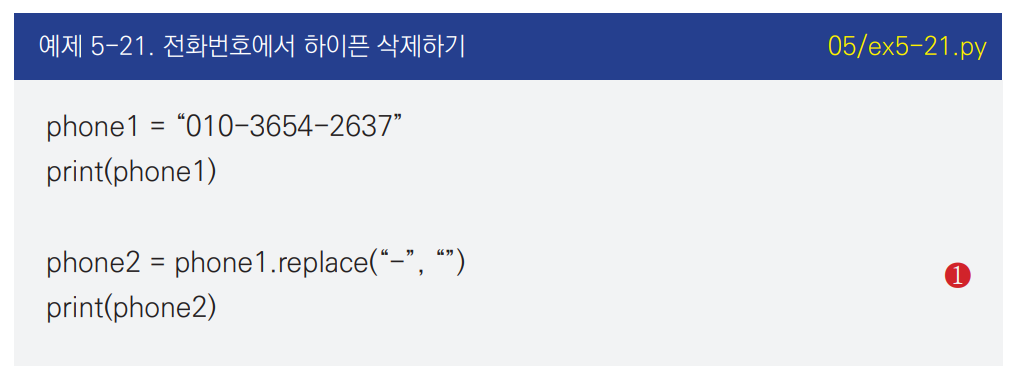 예제 5-21. 전화번호에서 하이픈 삭제하기 05/ex5-21.py
phone1 = “010-3654-2637”
print(phone1)
phone2 = phone1.replace(“-”, “”)
❶
print(phone2)